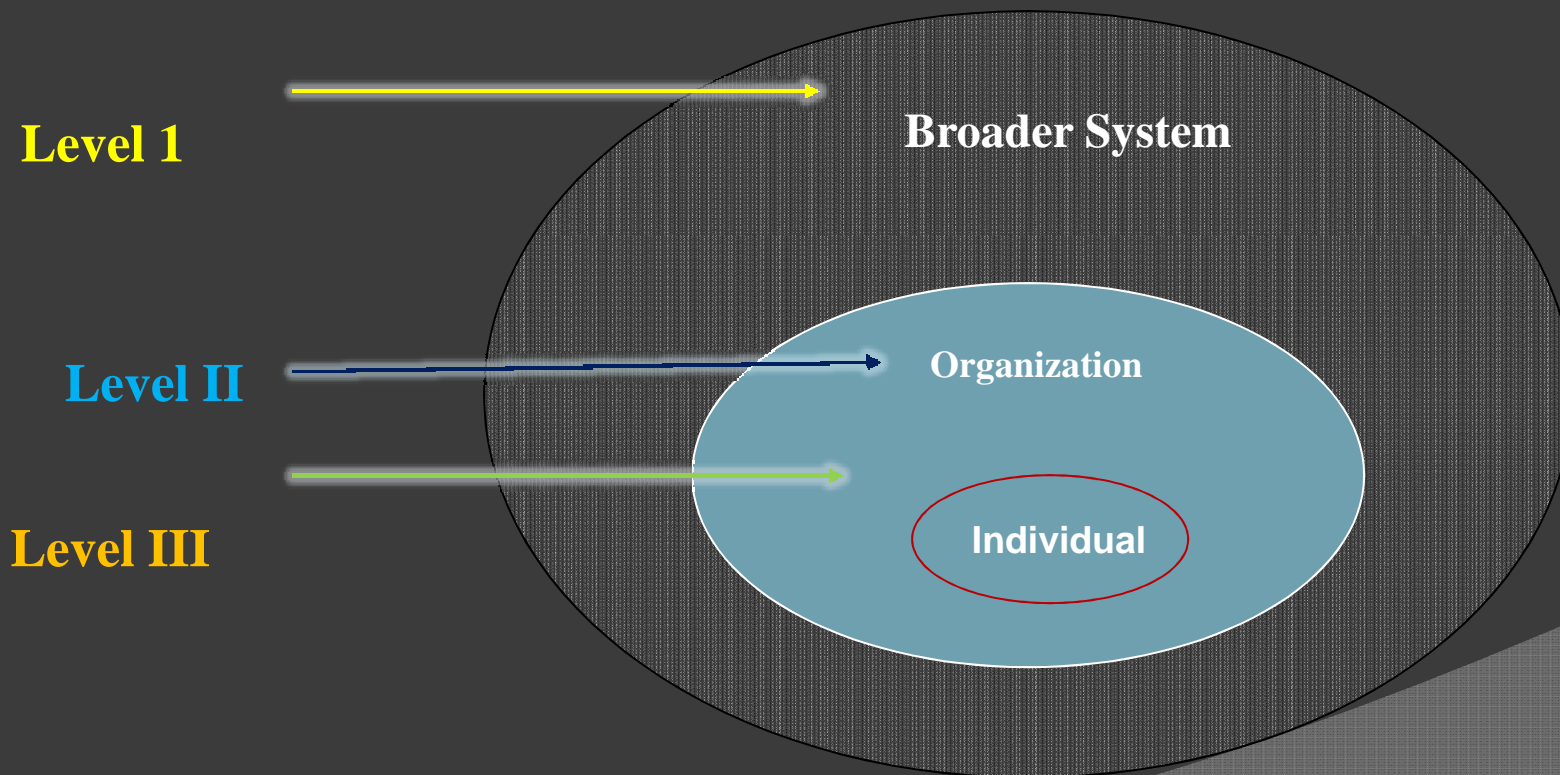 Level 1
Broader System
Level II
Organization
Level III
Individual